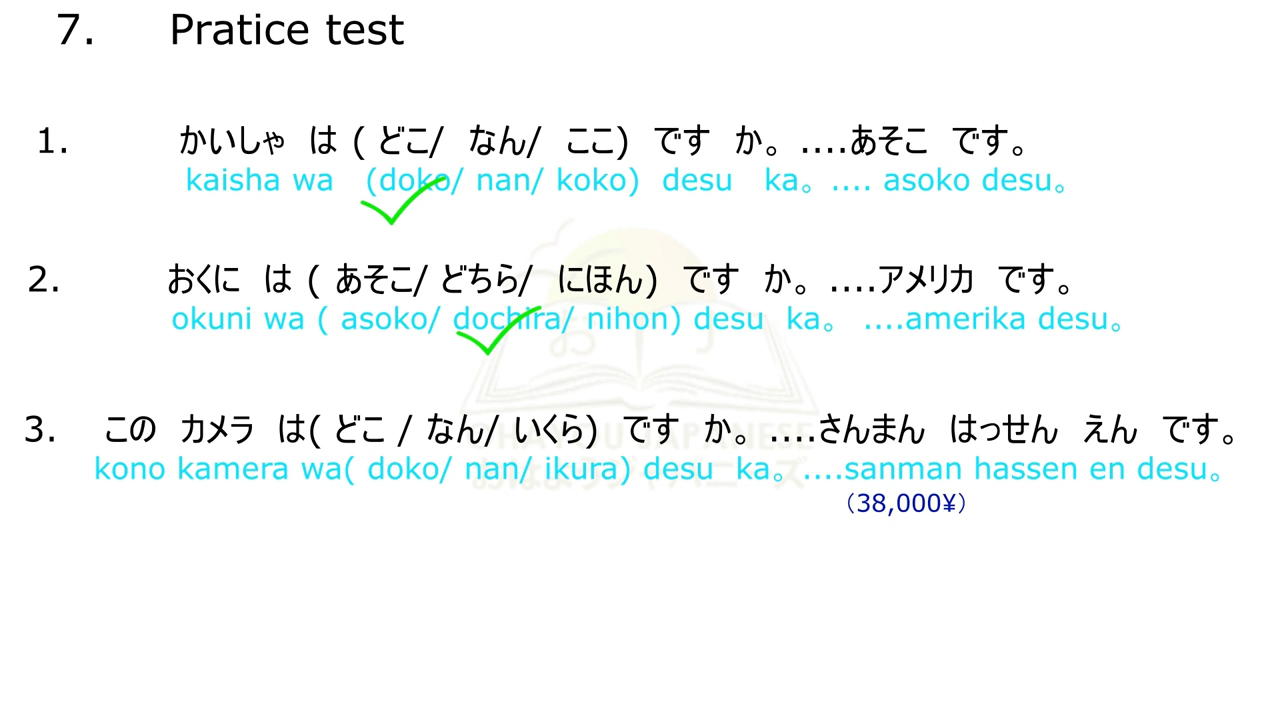 7. Pratice test
1. かいしゃ は ( どこ/ なん/ ここ) です か。....あそこ です。
kaisha wa (doko/ nan/ koko) desu ka。.... asoko desu。
2. おくに は ( あそこ/ どちら/ にほん) です か。....アメリカ です。
okuni wa ( asoko/ dochira/ nihon) desu ka。 ....amerika desu。
3. この カメラ は( どこ / なん/ いくら) です か。....さんまん はっせん えん です。
kono kamera wa( doko/ nan/ ikura) desu ka。....sanman hassen en desu。
（38,000¥）